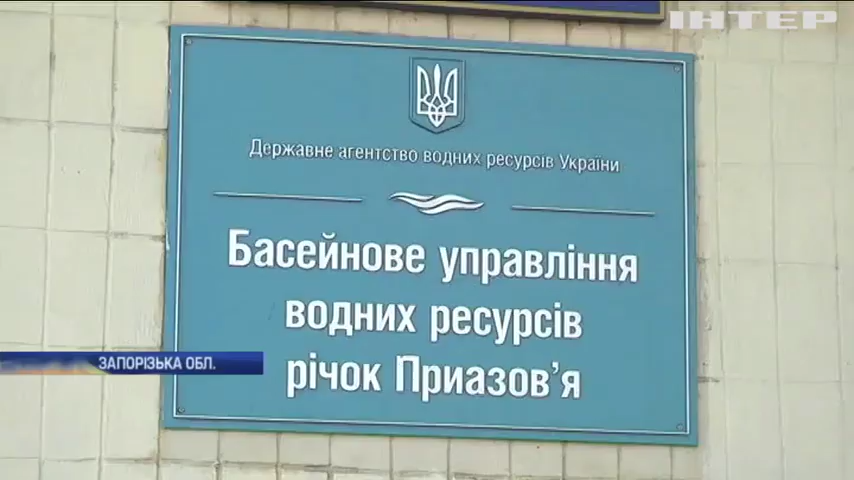 ІНТЕР
Державне агентство водних ресурсів України
Басейнове управління
водних ресурсів
річок Приазов'я
ЗАПОРІЗЬКА ОБЛ.